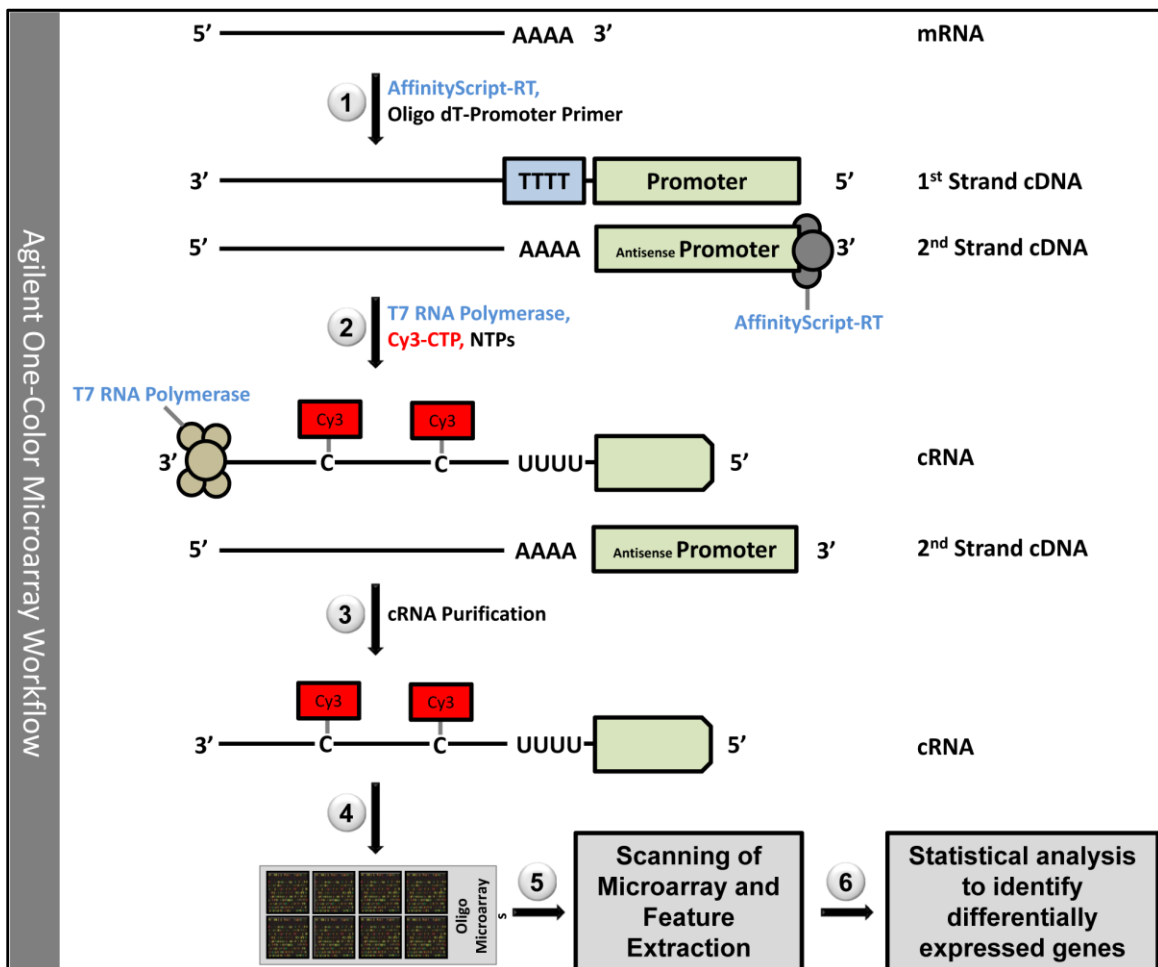 Agilent One-Color Microarray Workflow
5’ AAAA 3’ mRNA
1 AffinityScript-RT,
Oligo dT-Promoter Primer
3’ TTTT Promoter 5’ 1st Strand cDNA
5’ AAAA Antisense Promoter 3’ 2nd Strand cDNA
AffinityScript-RT
2 T7 RNA Polymerase,
Cy3-CTP, NTPs
T7 RNA Polymerase
Cy3 Cy3
3’ C C UUUU 5’ cRNA
5’ AAAA Antisense Promoter 3’ 2nd Strand cDNA
3 cRNA Purification
Cy3 Cy3
3’ C C UUUU 5’ cRNA
4
Oligo
Microarray
s
5
Scanning of
Microarray and
Feature
Extraction
6
Statistical analysis
to identify
differentially
expressed genes